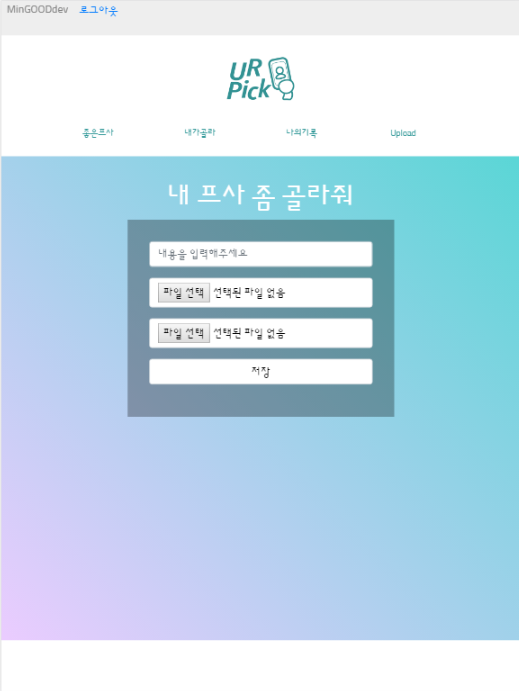 MinGOODdev 로그아웃
UR
Pick
좋은프사 내가골라 나의기록 Upload
내 프사 좀 골라줘
내용을 입력해주세요
파일 선택 선택된 파일 없음
파일 선택 선택된 파일 없음
저장